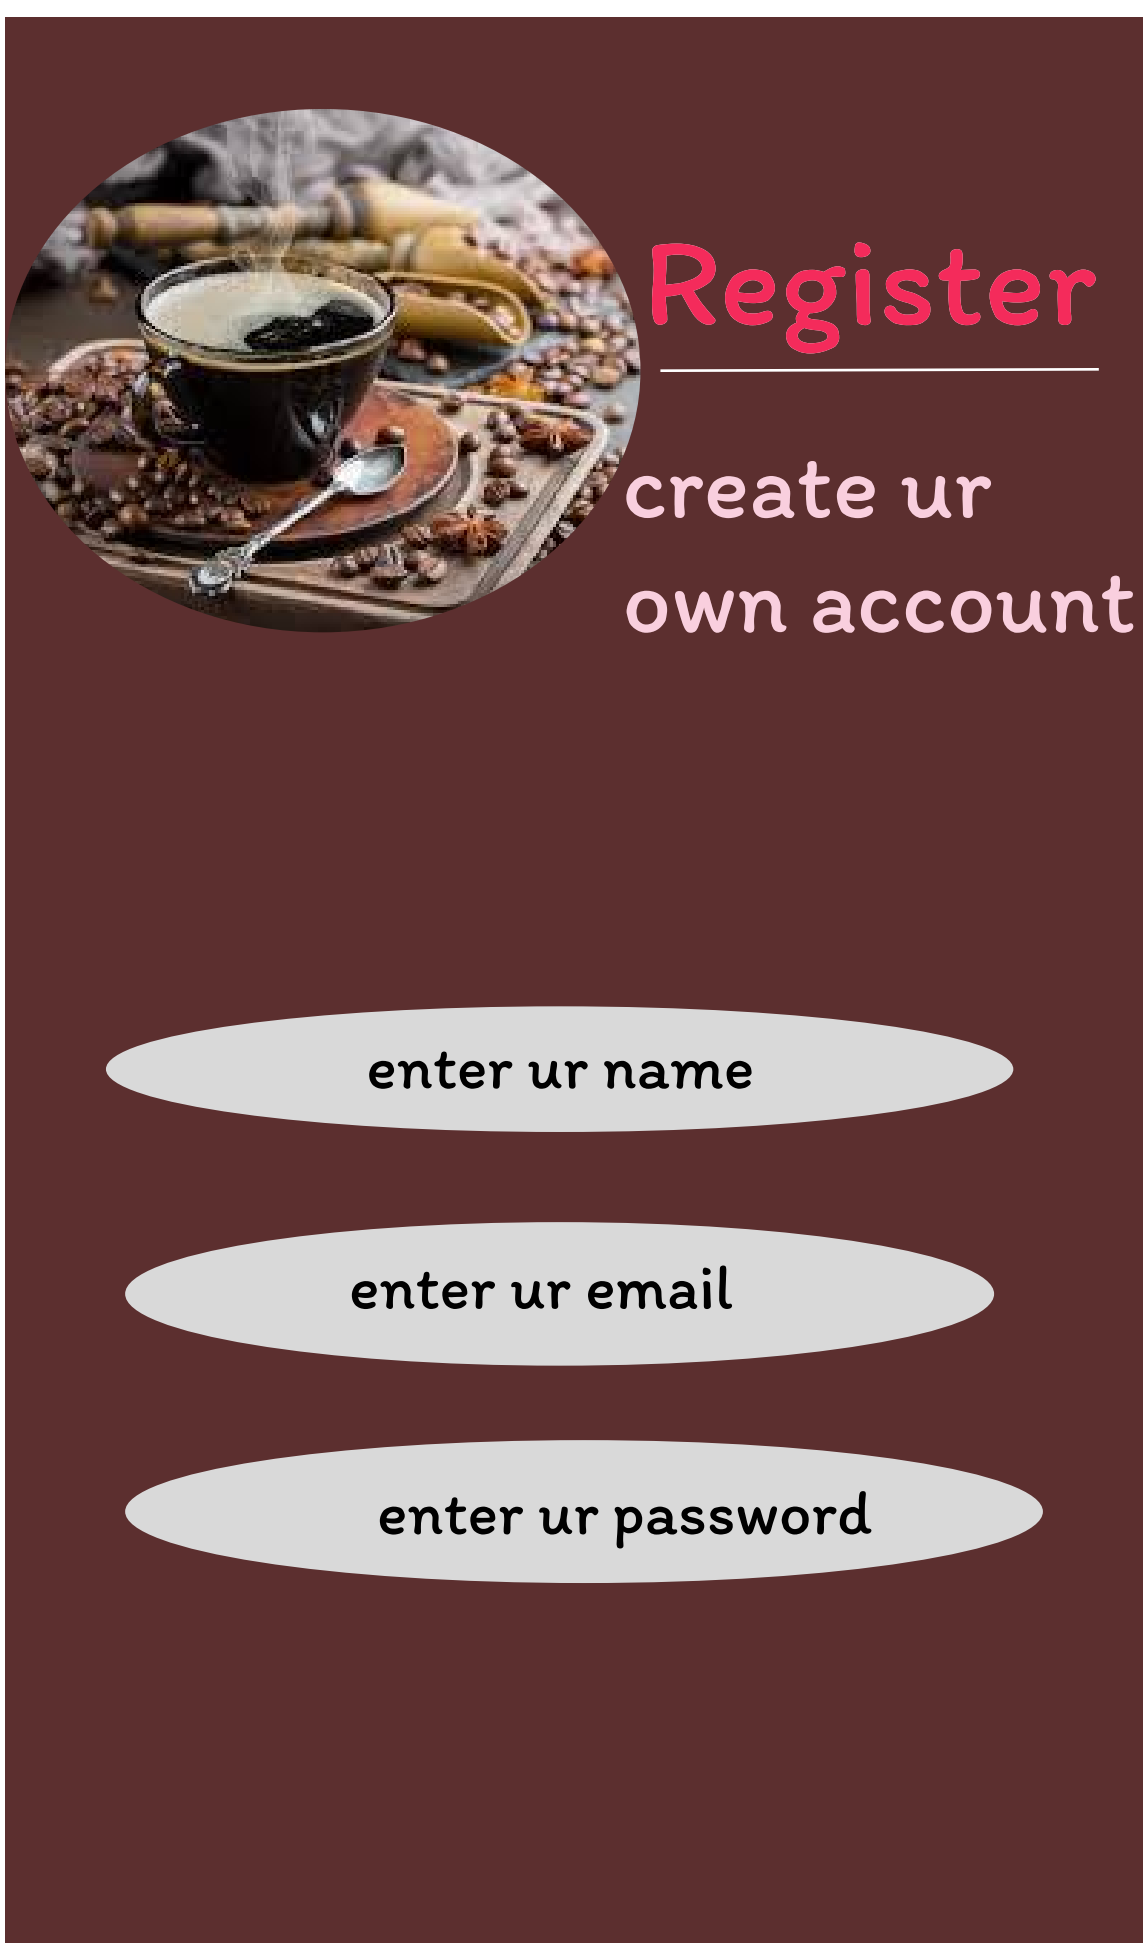 Register
create ur
own account
enter ur name
enter ur email
enter ur password